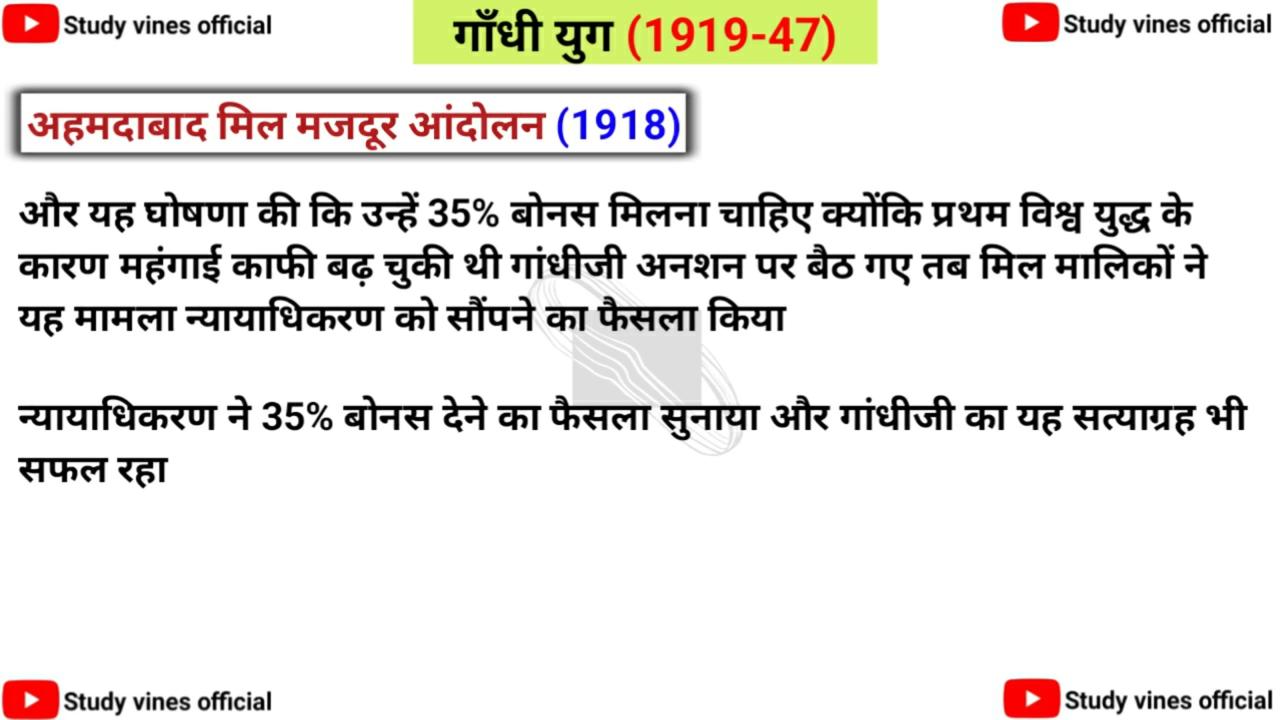 Study vines official
गाँधी युग (1919-47)
Study vines official
अहमदाबाद मिल मजदूर आंदोलन (1918)
और यह घोषणा की कि उन्हें 35% बोनस मिलना चाहिए क्योंकि प्रथम विश्व युद्ध के
कारण महंगाई काफी बढ़ चुकी थी गांधीजी अनशन पर बैठ गए तब मिल मालिकों ने
यह मामला न्यायाधिकरण को सौंपने का फैसला किया
न्यायाधिकरण ने 35% बोनस देने का फैसला सुनाया और गांधीजी का यह सत्याग्रह भी
सफल रहा
Study vines official
Study vines official